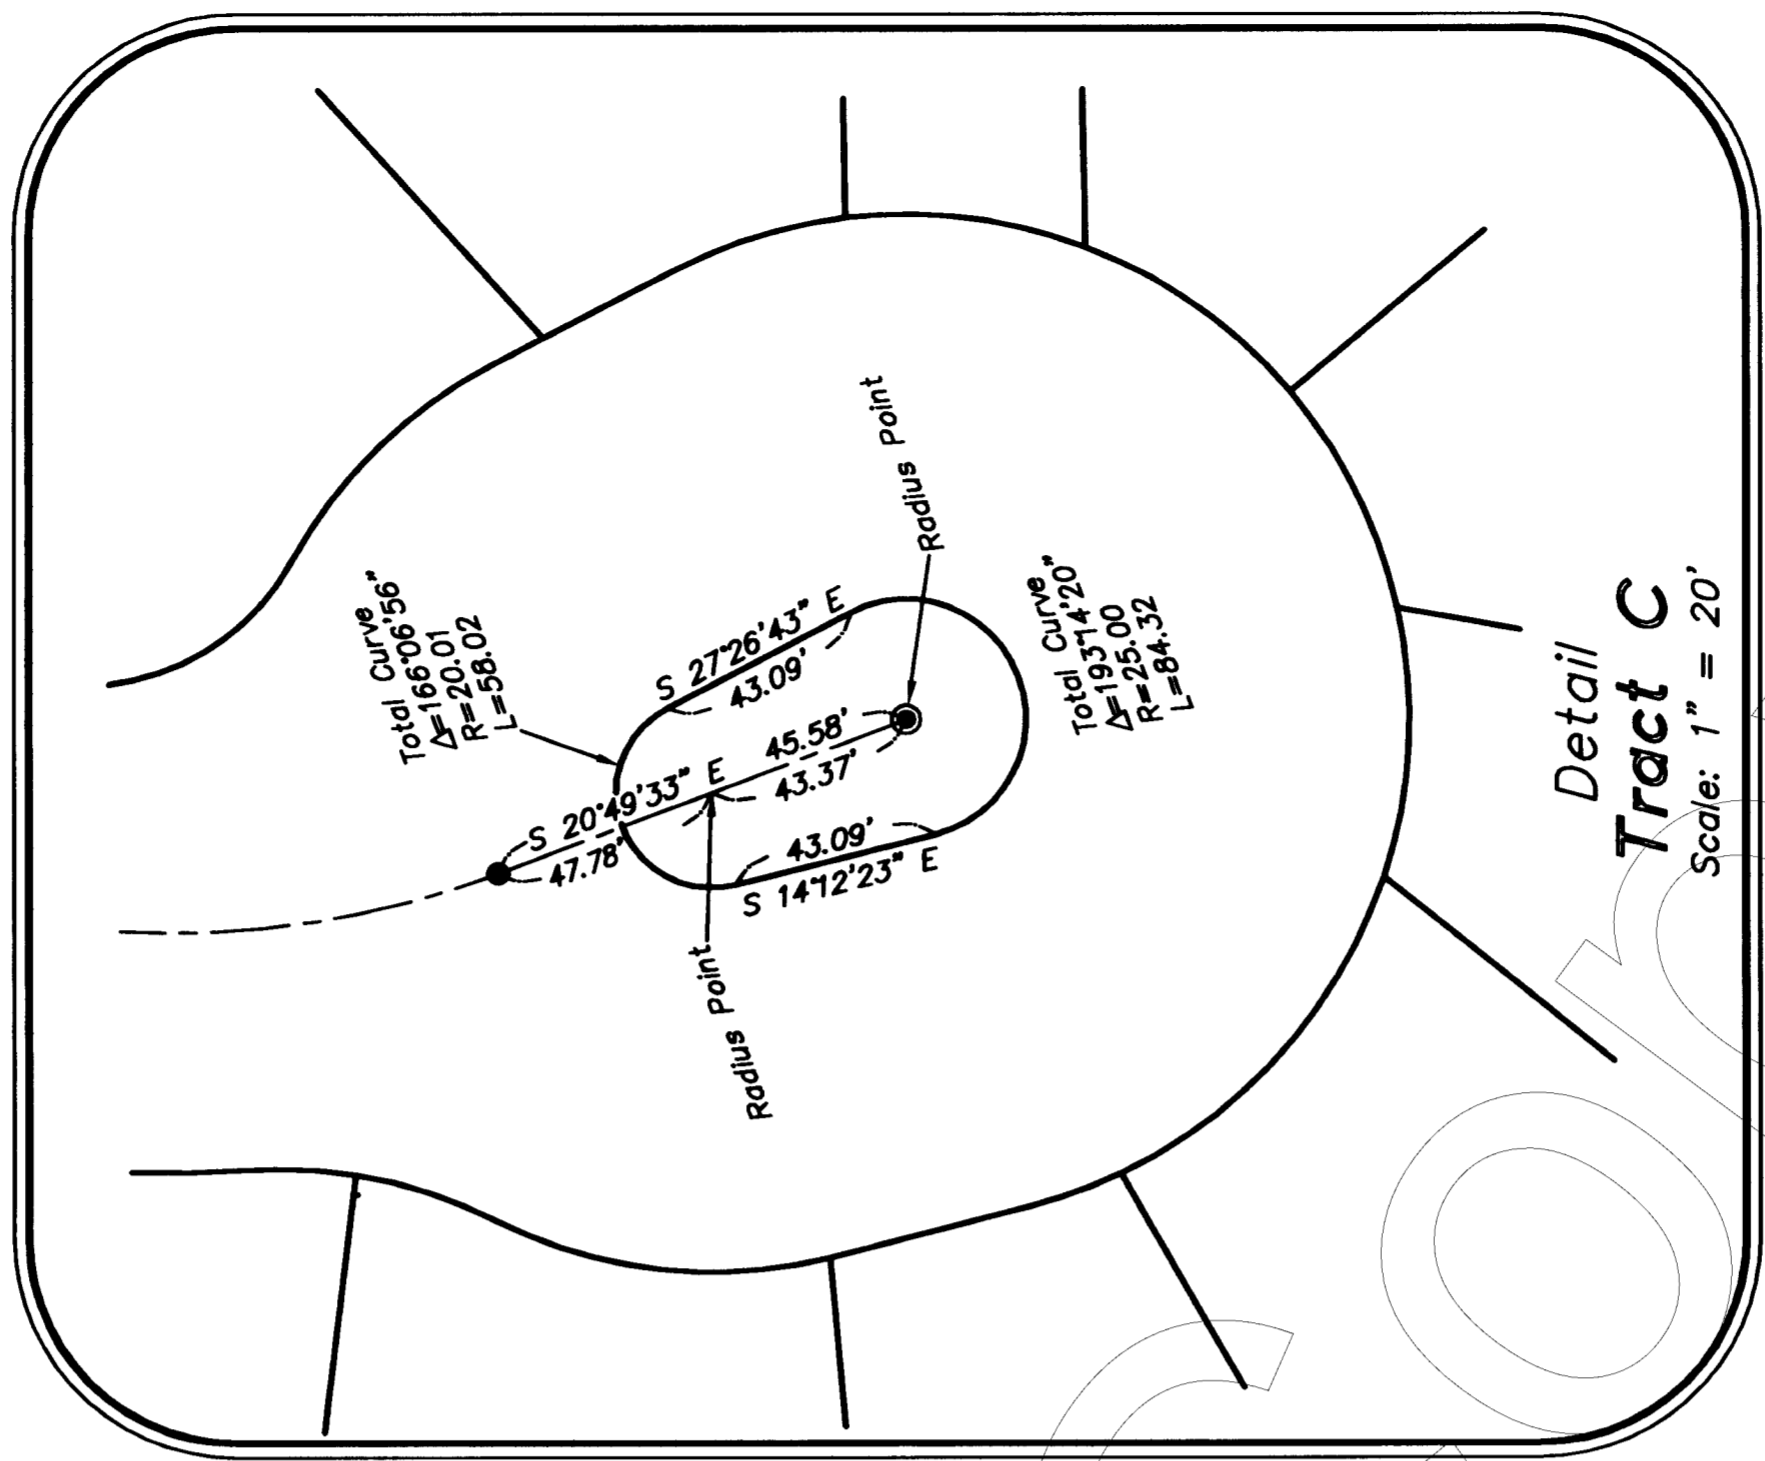 Total Curve
Δ=166°06'56"
R=20.01
L=58.02
S 27°26'43" E
43.09'
Radius Point
Total Curve
Δ=193°14'20"
R=25.00
L=84.32
S 20°49'33" E
45.58'
47.78'
43.37'
43.09'
S 14°12'23" E
Radius Point
Detail
Tract C
Scale: 1" = 20'